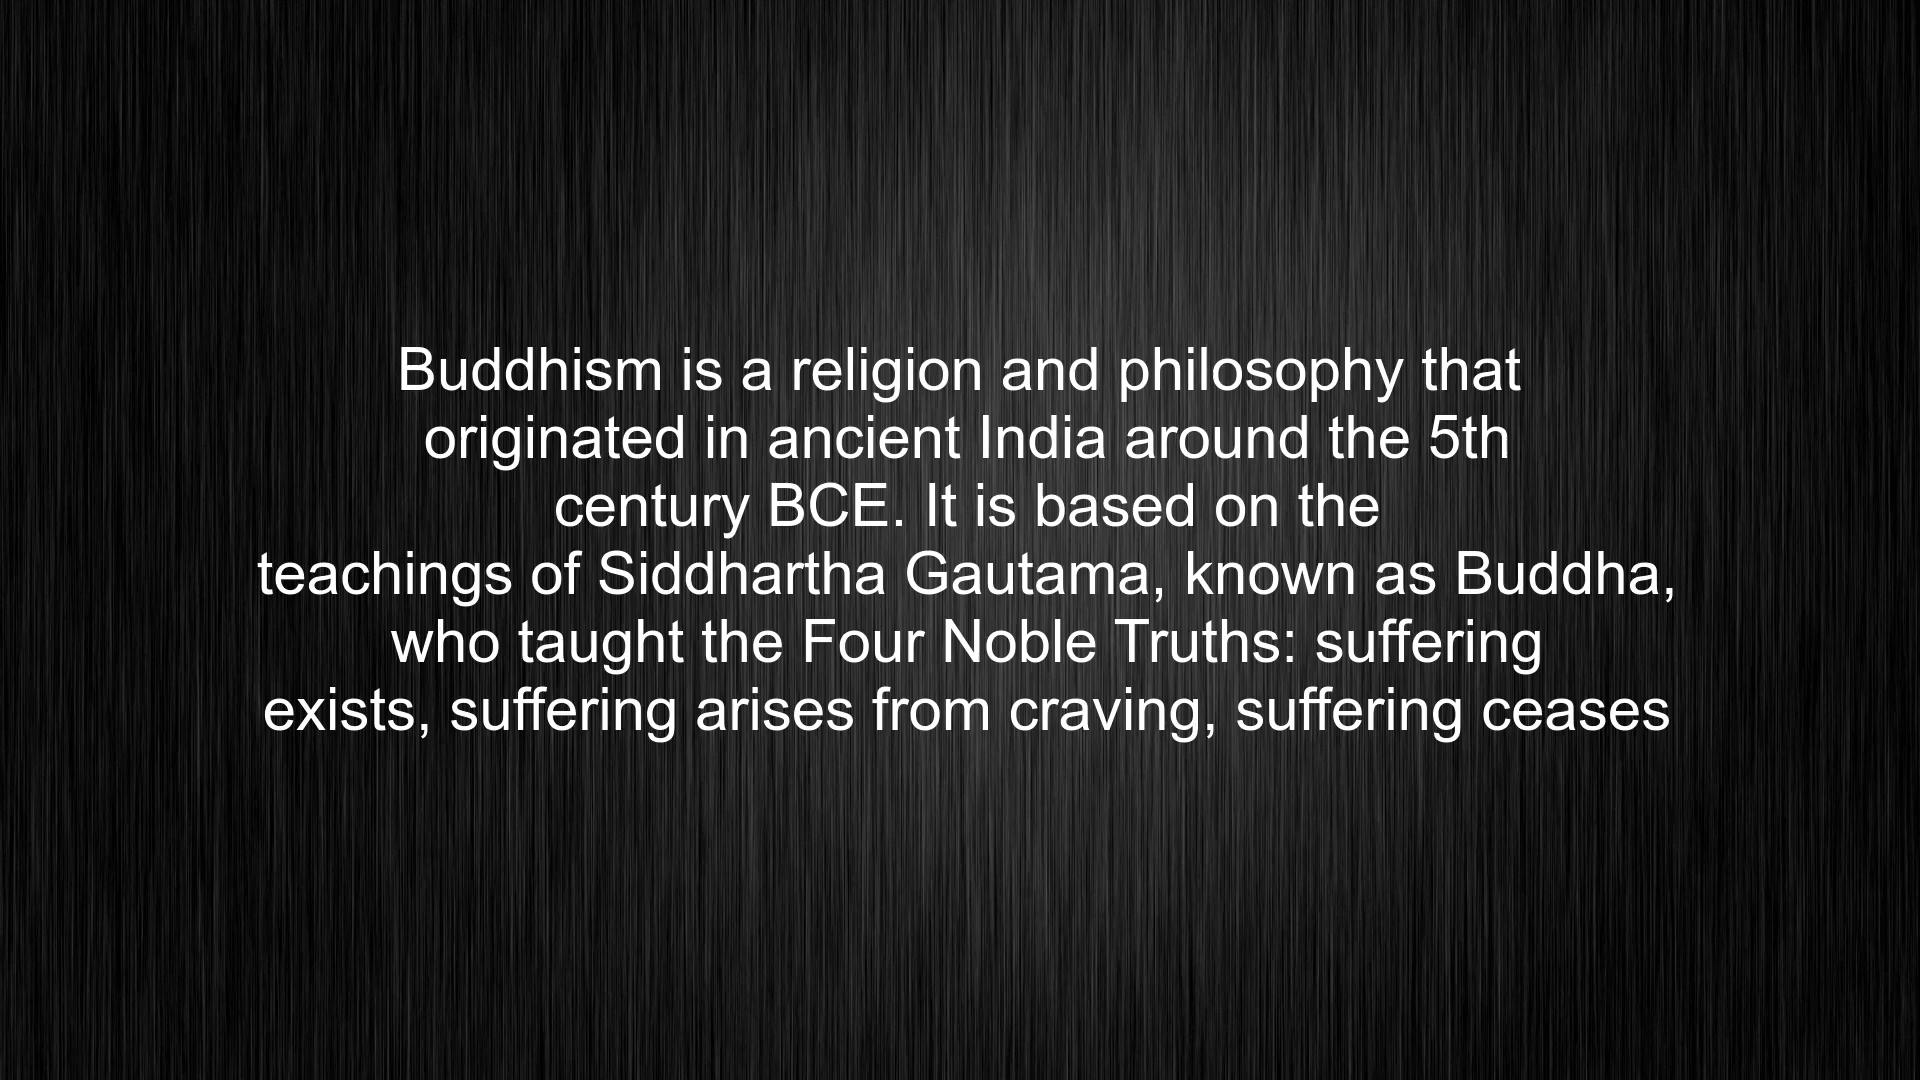 Buddhism is a religion and philosophy that
originated in ancient India around the 5th
century BCE. It is based on the
teachings of Siddhartha Gautama, known as Buddha,
who taught the Four Noble Truths: suffering
exists, suffering arises from craving, suffering ceases